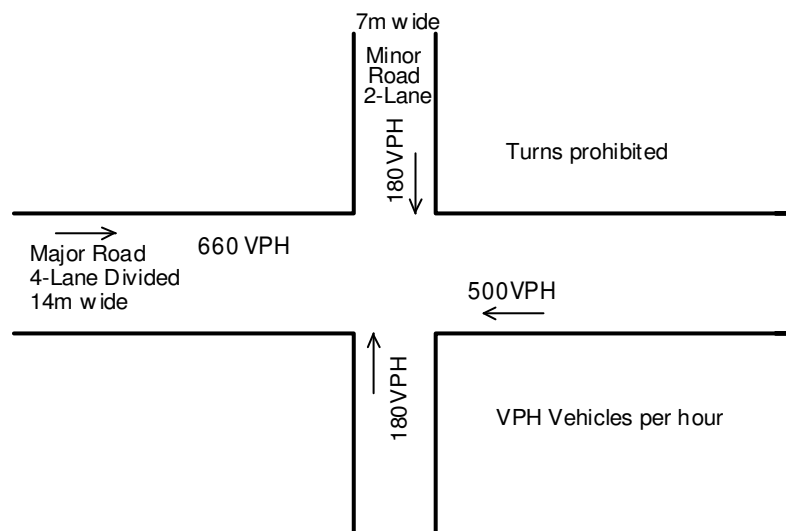 7m wide
Minor
Road
2-Lane
180VPH
Turns prohibited
660 VPH
Major Road
4-Lane Divided
14m wide
500VPH
180VPH
VPH Vehicles per hour